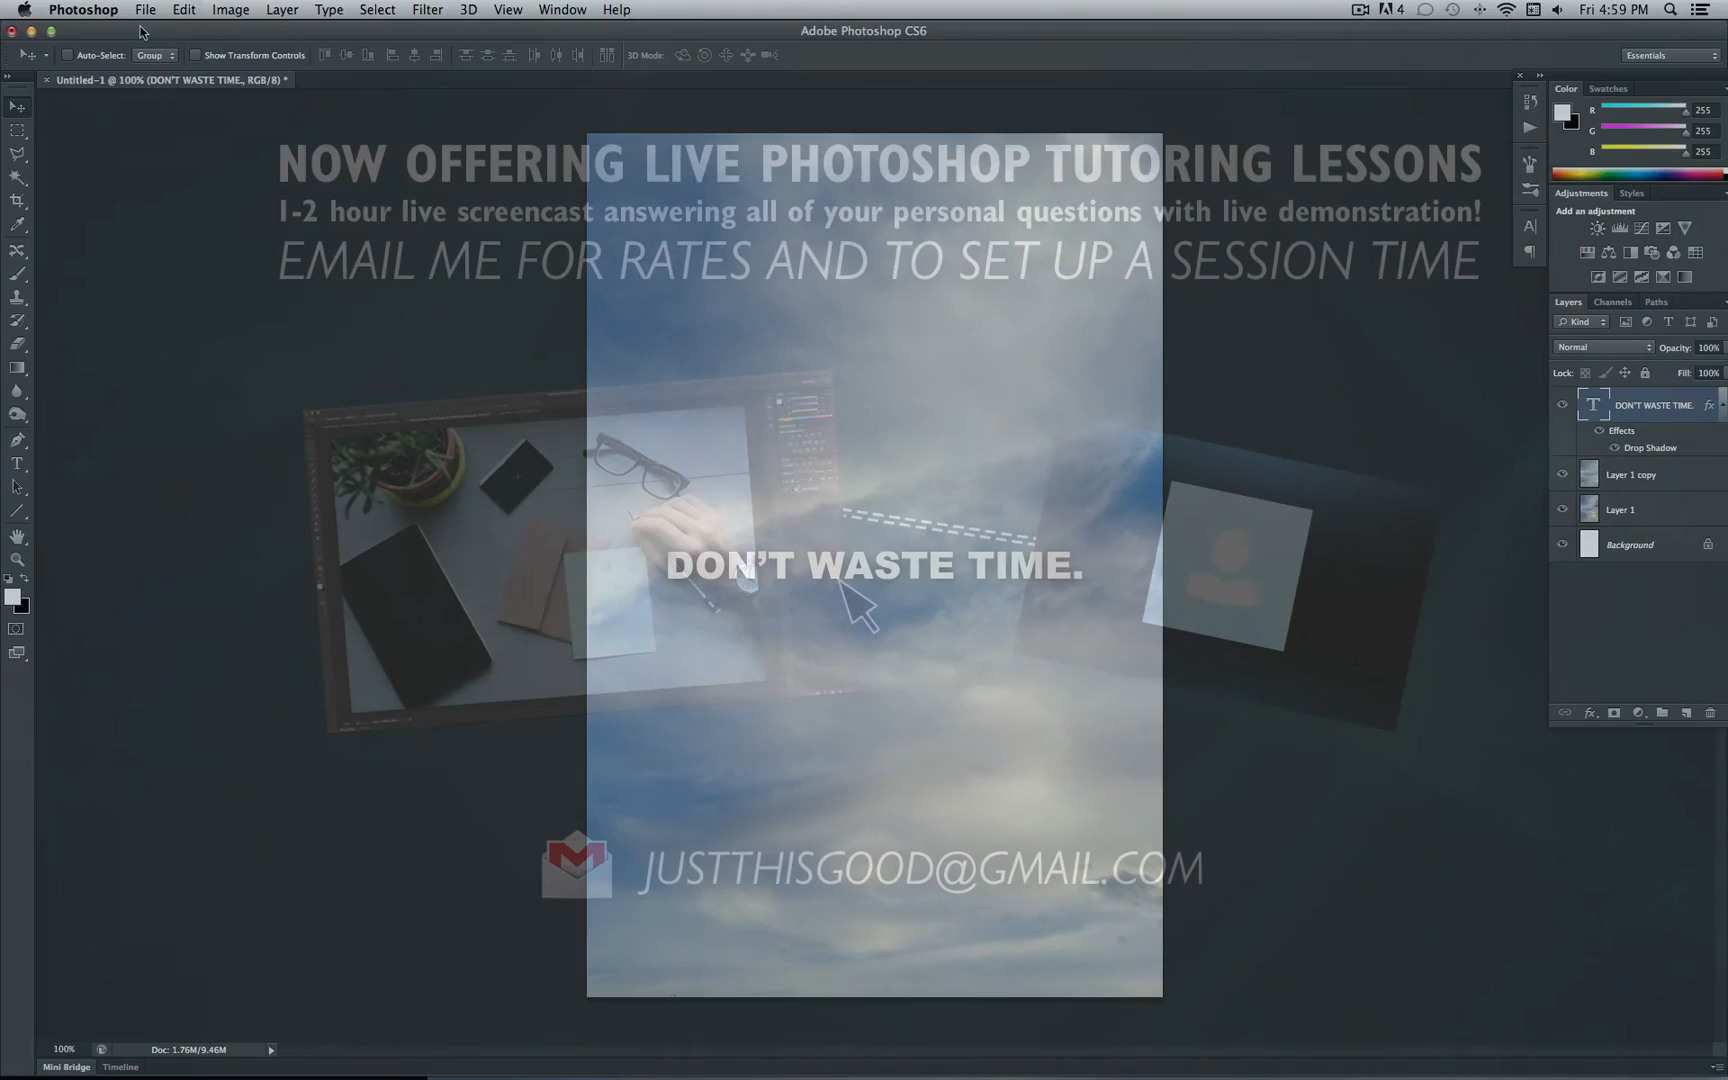 Photoshop File Edit Image Layer Type Select Filter 3D View Window Help
4 Fri 4:59 PM
Adobe Photoshop CS6
Auto-Select: Group Show Transform Controls 3D Mode: Essentials
Untitled-1 @ 100% (DON'T WASTE TIME., RGB/8) *
Color Swatches
R 255
G 255
B 255
Adjustments Styles
Add an adjustment
Layers Channels Paths
Kind
Normal Opacity: 100%
Lock: Fill: 100%
T DON'T WASTE TIME. fx
Effects
Drop Shadow
Layer 1 copy
Layer 1
Background
NOW OFFERING LIVE PHOTOSHOP TUTORING LESSONS
1-2 hour live screencast answering all of your personal questions with live demonstration!
EMAIL ME FOR RATES AND TO SET UP A SESSION TIME
DON'T WASTE TIME.
JUSTTHISGOOD@GMAIL.COM
100% Doc: 1.76M/9.46M
Mini Bridge Timeline